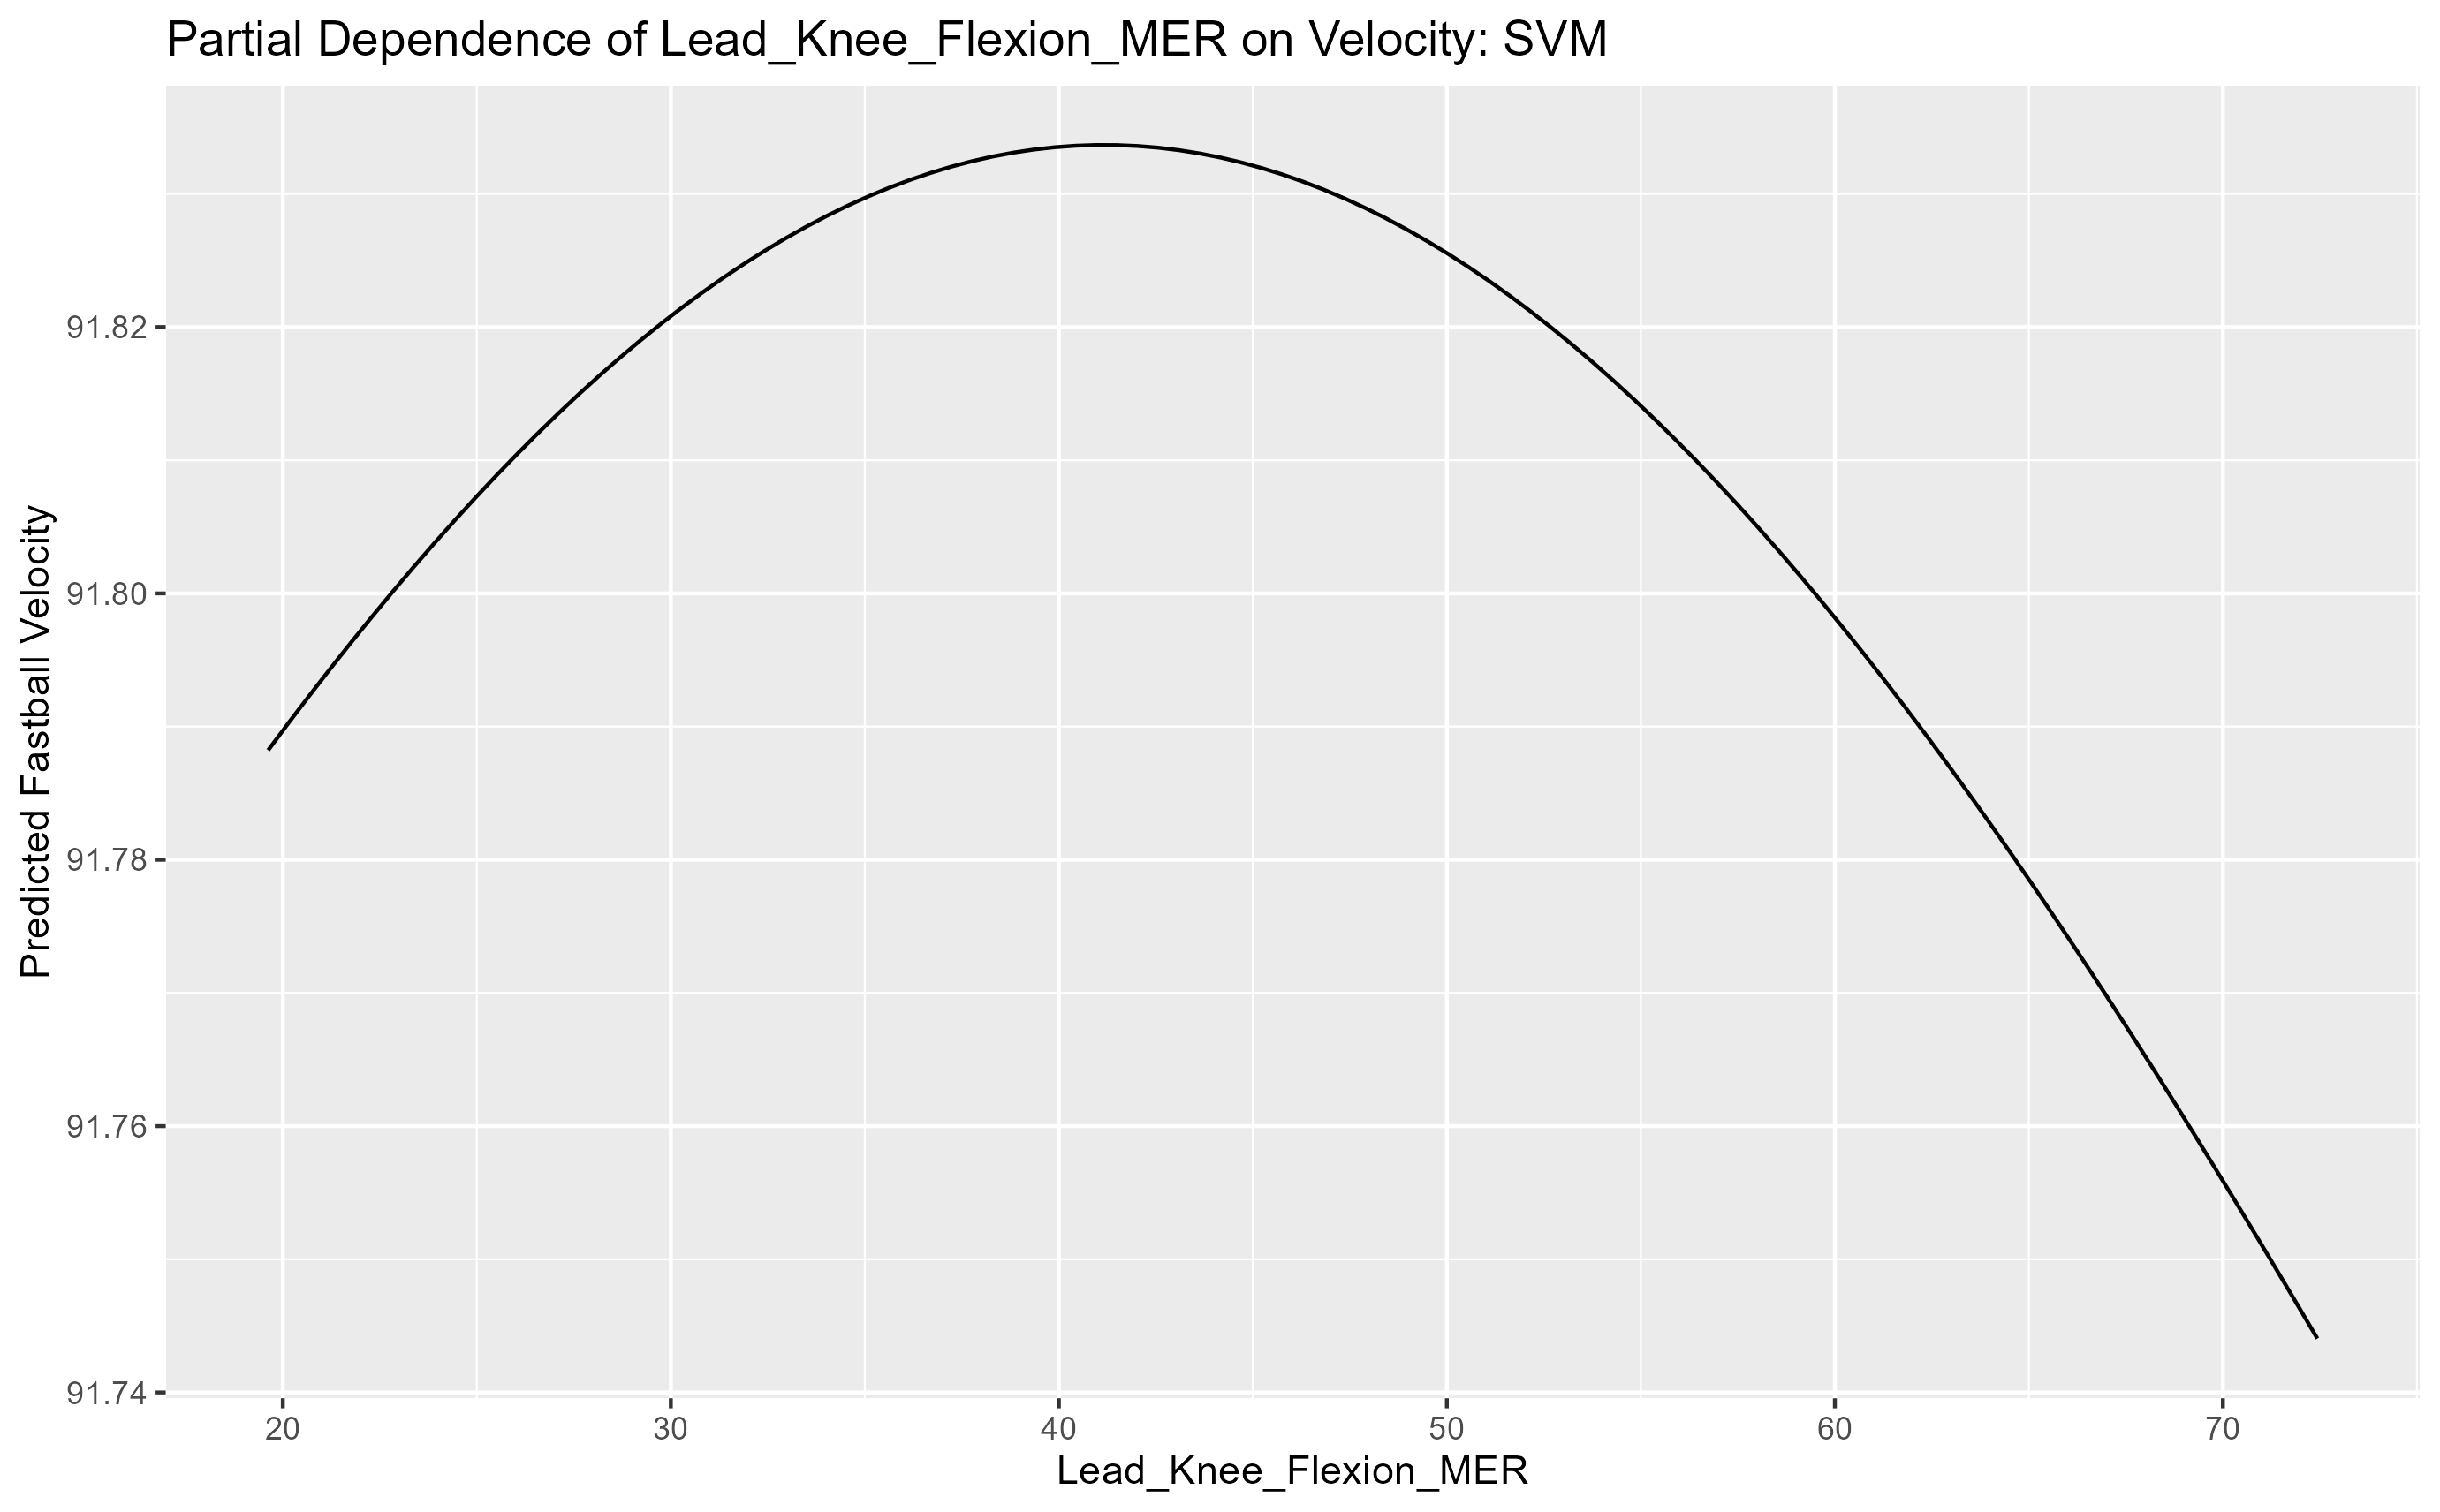 Partial Dependence of Lead_Knee_Flexion_MER on Velocity: SVM
Predicted Fastball Velocity
91.82
91.80
91.78
91.76
91.74
20 30 40 50 60 70
Lead_Knee_Flexion_MER